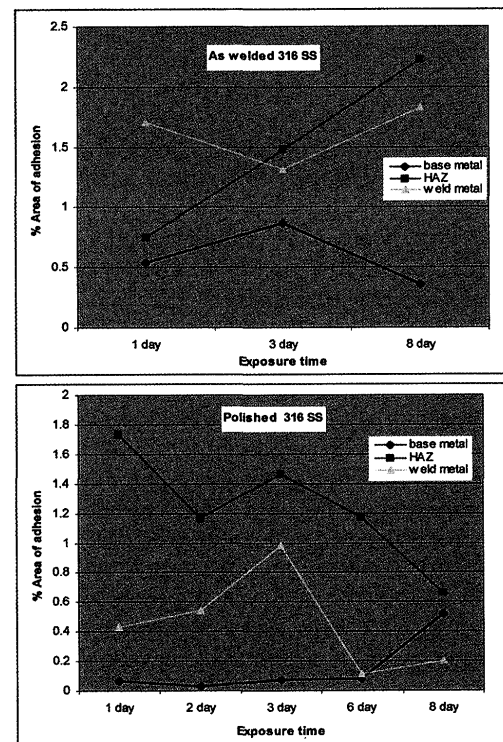 2.5
As welded 316 SS
2
% Area of adhesion
1.5
base metal
HAZ
weld metal
1
0.5
0
1 day 3 day 8 day
Exposure time
2
Polished 316 SS
1.8
1.6
base metal
HAZ
weld metal
1.4
1.2
% Area of adhesion
1
0.8
0.6
0.4
0.2
0
1 day 2 day 3 day 6 day 8 day
Exposure time